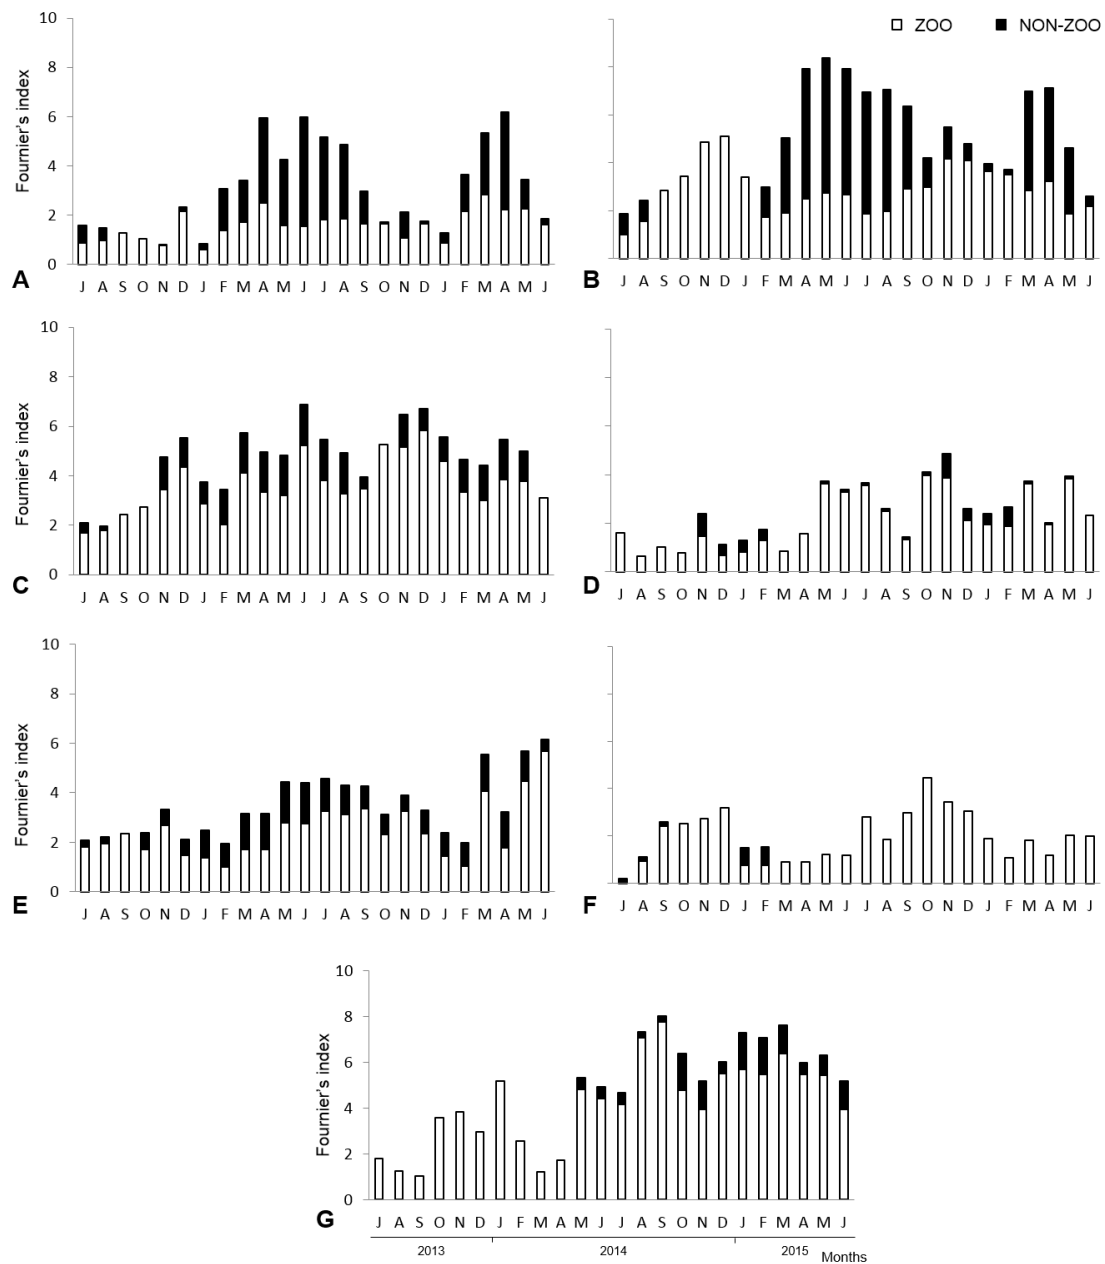 ZOO NON-ZOO
Fournier's index
10
8
6
4
2
0
A
J A S O N D J F M A M J J A S O N D J F M A M J
B
J A S O N D J F M A M J J A S O N D J F M A M J
Fournier's index
10
8
6
4
2
0
C
J A S O N D J F M A M J J A S O N D J F M A M J
D
J A S O N D J F M A M J J A S O N D J F M A M J
Fournier's index
10
8
6
4
2
0
E
J A S O N D J F M A M J J A S O N D J F M A M J
F
J A S O N D J F M A M J J A S O N D J F M A M J
Fournier's index
10
8
6
4
2
0
G
J A S O N D J F M A M J J A S O N D J F M A M J
2013 2014 2015 Months